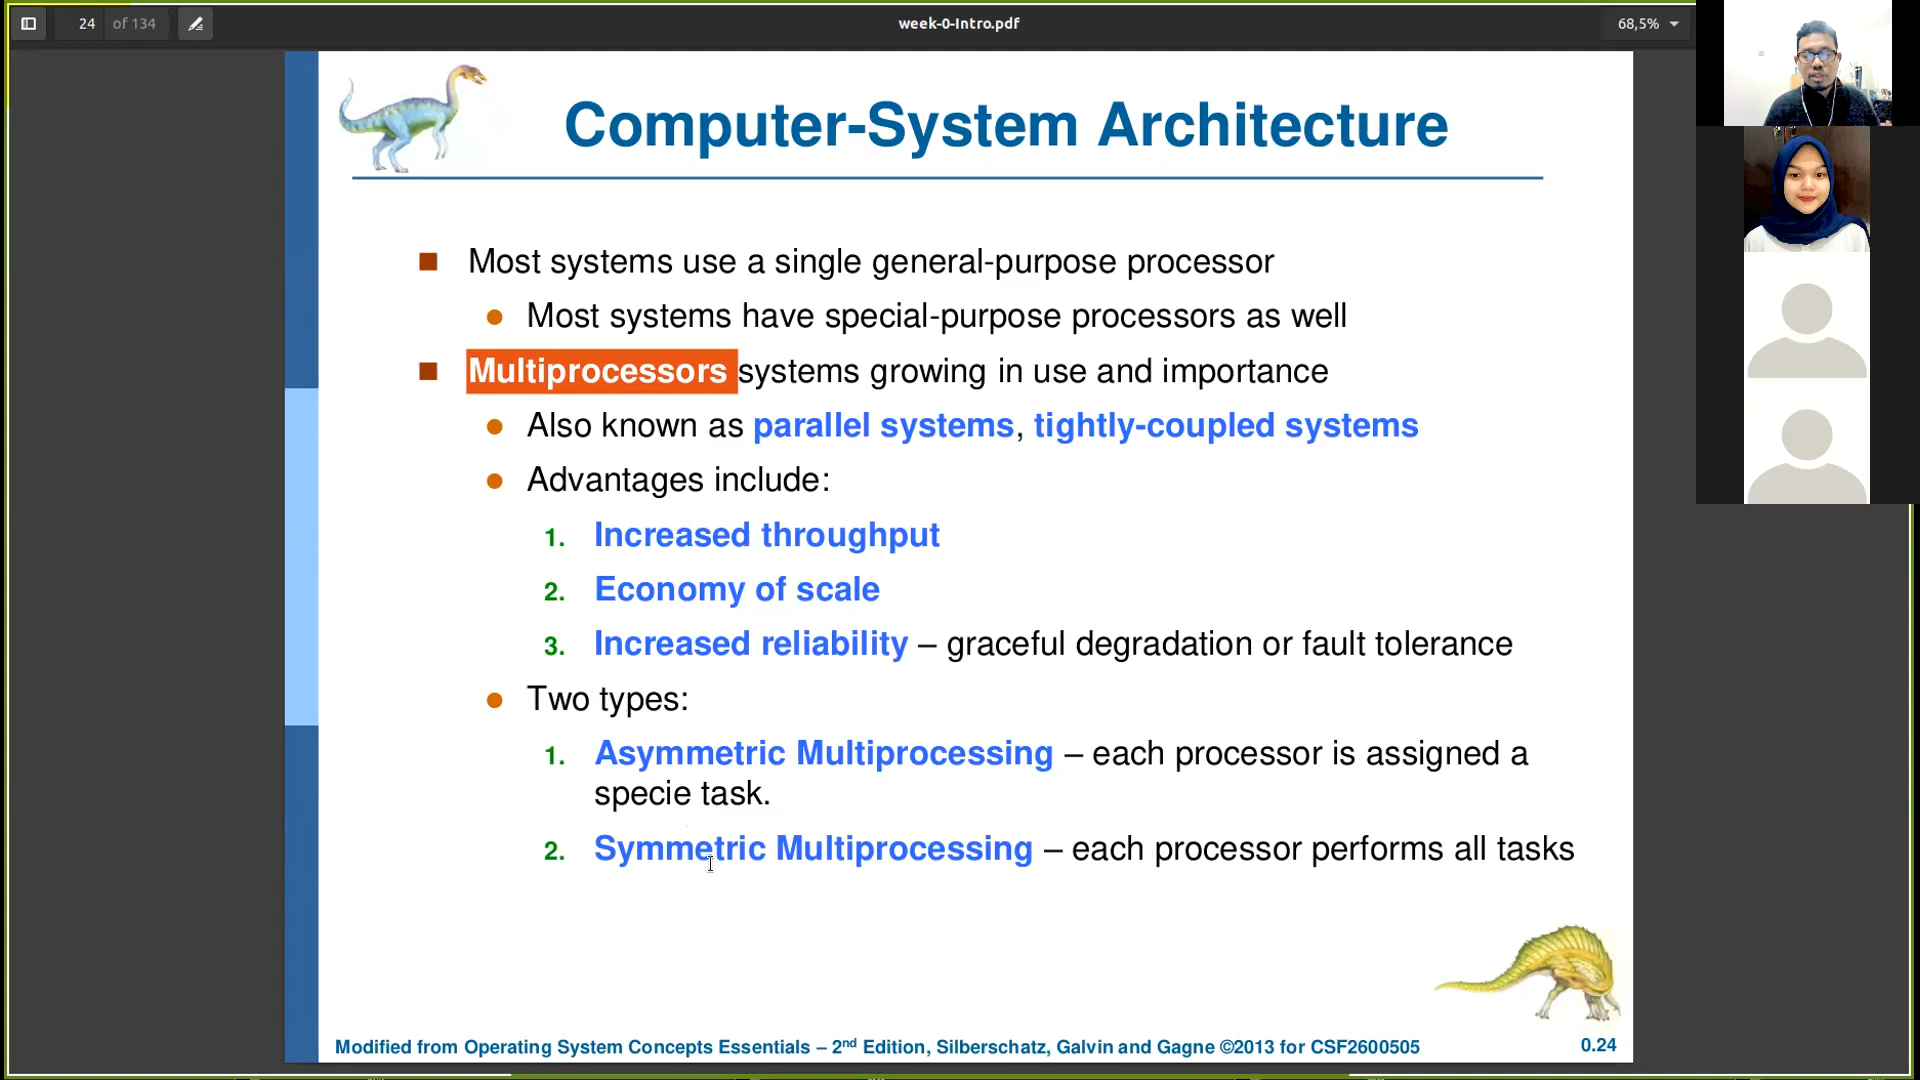 24 of 134
week-0-Intro.pdf
68,5%
Computer-System Architecture
Most systems use a single general-purpose processor
Most systems have special-purpose processors as well
Multiprocessors systems growing in use and importance
Also known as parallel systems, tightly-coupled systems
Advantages include:
1. Increased throughput
2. Economy of scale
3. Increased reliability – graceful degradation or fault tolerance
Two types:
1. Asymmetric Multiprocessing – each processor is assigned a
specie task.
2. Symmetric Multiprocessing – each processor performs all tasks
Modified from Operating System Concepts Essentials – 2nd Edition, Silberschatz, Galvin and Gagne ©2013 for CSF2600505
0.24